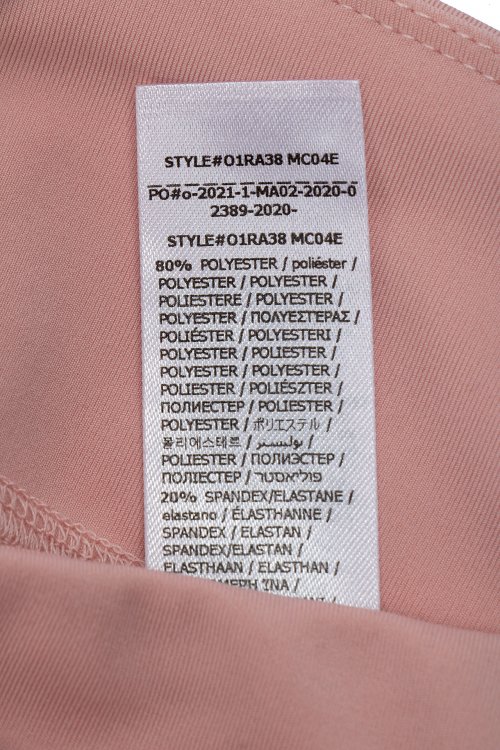 STYLE#O1RA38 MC04E
PO#o-2021-1-MA02-2020-0
2389-2020-
STYLE#O1RA38 MC04E
80% POLYESTER / poliéster /
POLYESTER / POLYESTER /
POLIESTERE / POLYESTER /
POLYESTER / ΠΟΛΥΕΣΤΕΡΑΣ /
POLIÉSTER / POLYESTERI /
POLYESTER / POLIESTER /
POLYESTER / POLYESTER /
POLIÉSTER / POLIÉSZTER /
ПОЛИЕСТЕР / POLIESTER /
POLYESTER / ポリエステル /
폴리에스테르 / بوليستر /
POLIESTER / ПОЛИЭСТЕР /
ПОЛІЕСТЕР / פוליאסטר
20% SPANDEX/ELASTANE /
elastano / ÉLASTHANNE /
SPANDEX / ELASTAN /
SPANDEX/ELASTAN /
ELASTHAAN / ELASTHAN /